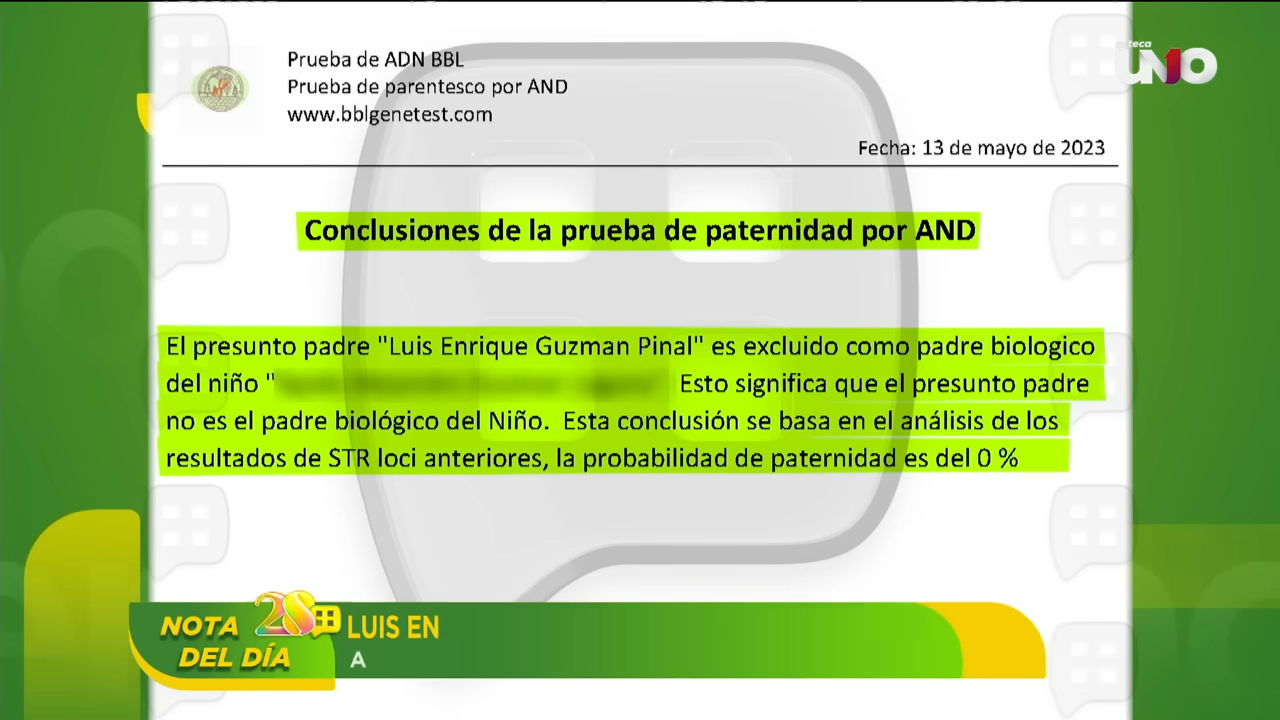 azteca
UNO
Prueba de ADN BBL
Prueba de parentesco por AND
www.bblgenetest.com
Fecha: 13 de mayo de 2023
Conclusiones de la prueba de paternidad por AND
El presunto padre "Luis Enrique Guzman Pinal" es excluido como padre biologico
del niño " Esto significa que el presunto padre
no es el padre biológico del Niño. Esta conclusión se basa en el análisis de los
resultados de STR loci anteriores, la probabilidad de paternidad es del 0 %
NOTA
DEL DÍA
28
LUIS EN
A